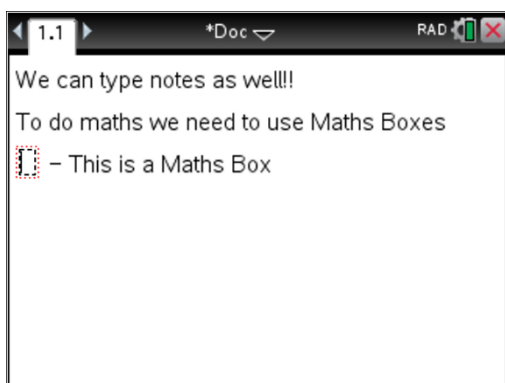 1.1 *Doc RAD
We can type notes as well!!
To do maths we need to use Maths Boxes
– This is a Maths Box